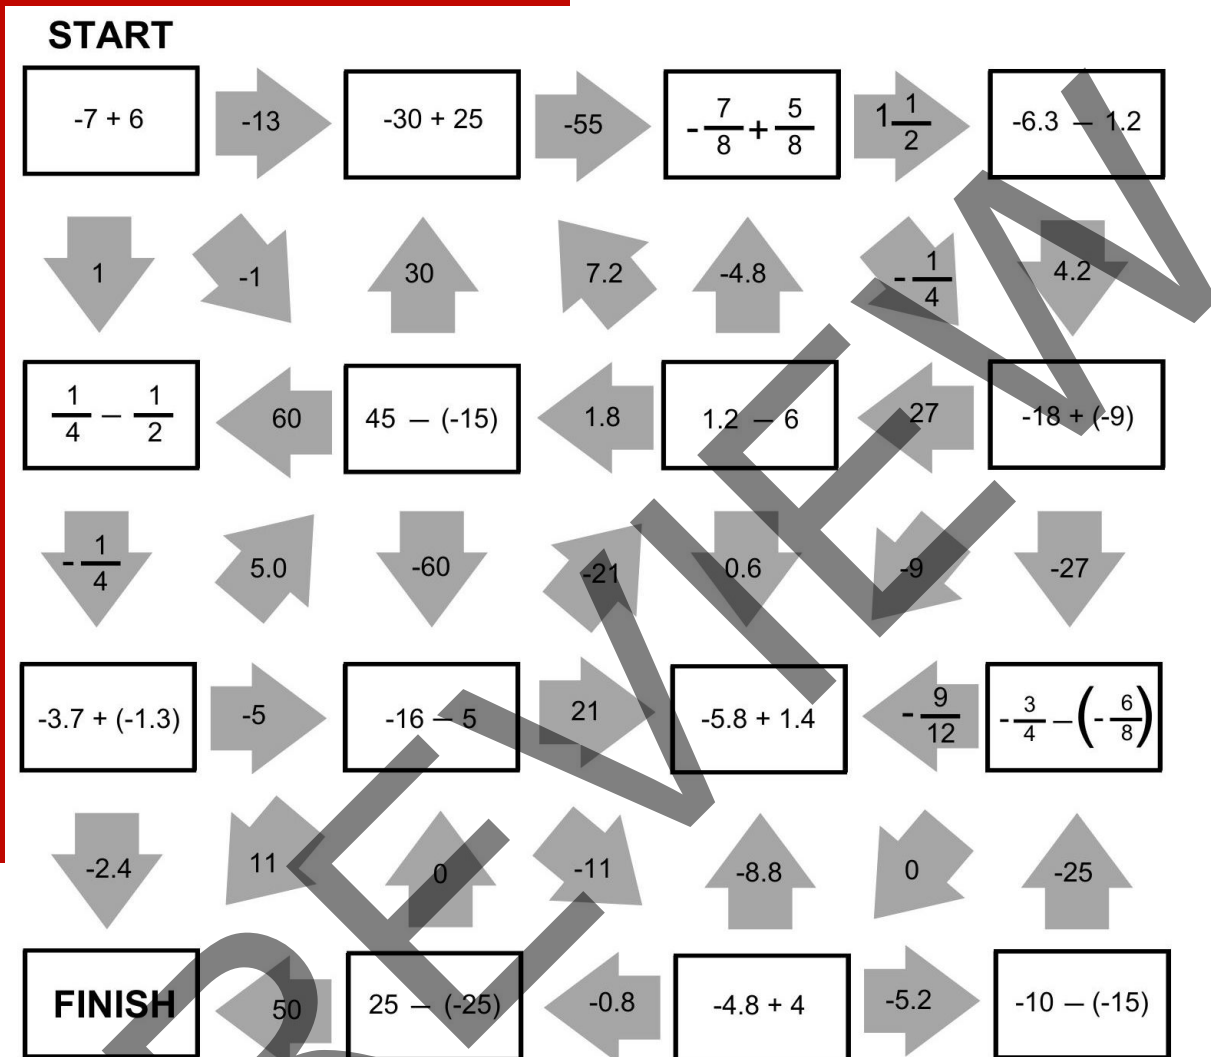 START
-7 + 6 -13 -30 + 25 -55 -7/8 + 5/8 1 1/2 -6.3 – 1.2
1 -1 30 7.2 -4.8 -1/4 4.2
1/4 – 1/2 60 45 – (-15) 1.8 1.2 – 6 27 -18 + (-9)
-1/4 5.0 -60 -21 0.6 -9 -27
-3.7 + (-1.3) -5 -16 – 5 21 -5.8 + 1.4 -9/12 -3/4 – (-6/8)
-2.4 11 0 -11 -8.8 0 -25
FINISH 50 25 – (-25) -0.8 -4.8 + 4 -5.2 -10 – (-15)
REVIEW